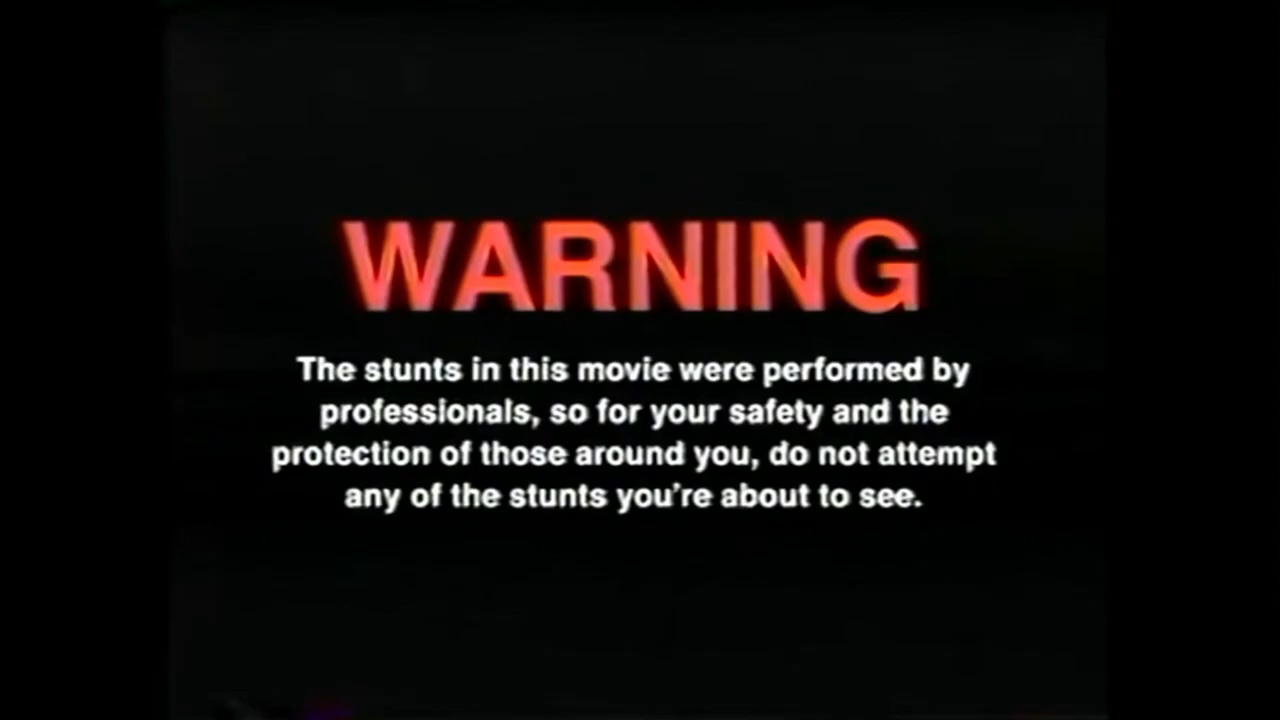 WARNING
The stunts in this movie were performed by
professionals, so for your safety and the
protection of those around you, do not attempt
any of the stunts you're about to see.